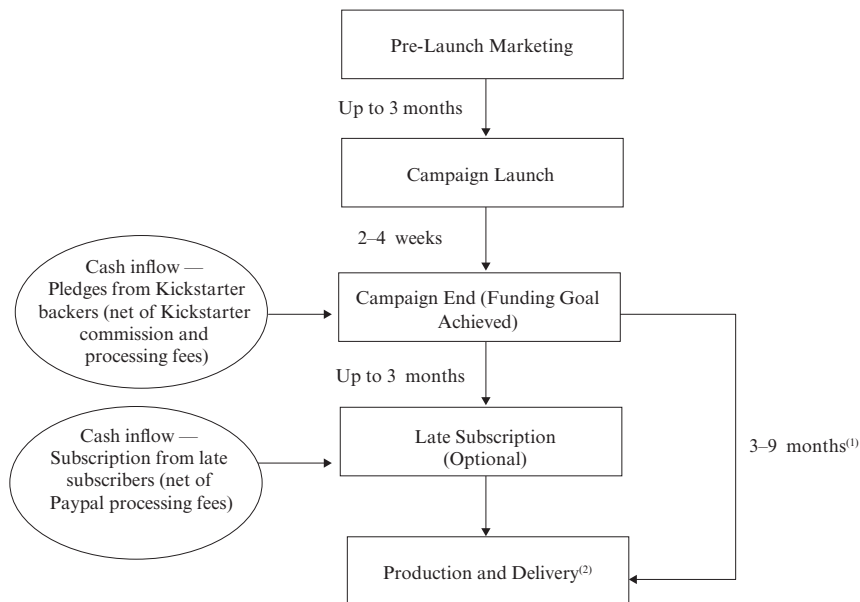 Pre-Launch Marketing
Up to 3 months
Campaign Launch
2–4 weeks
Cash inflow —
Pledges from Kickstarter
backers (net of Kickstarter
commission and
processing fees)
Campaign End (Funding Goal
Achieved)
Up to 3 months
Cash inflow —
Subscription from late
subscribers (net of
Paypal processing fees)
Late Subscription
(Optional)
3–9 months(1)
Production and Delivery(2)